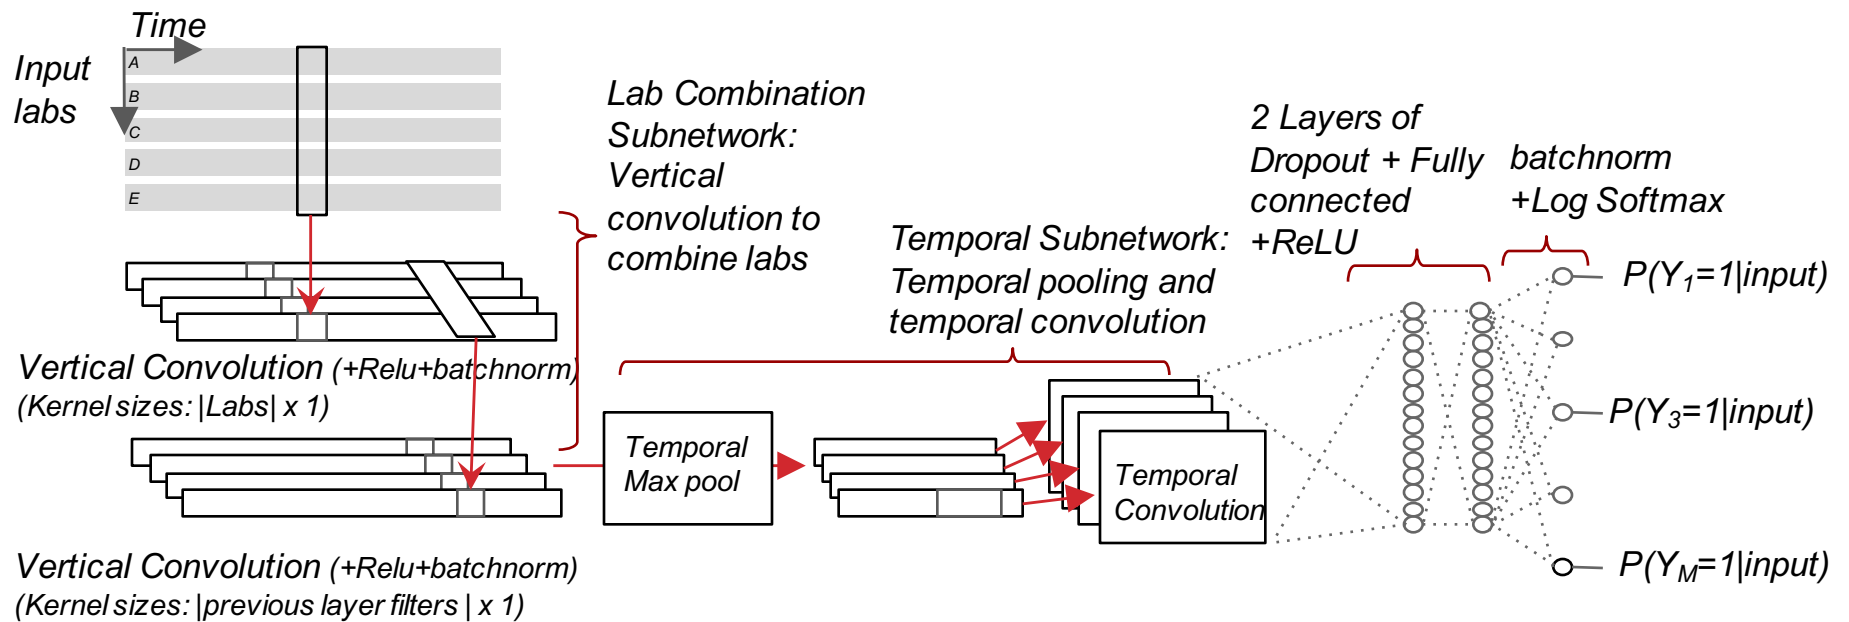 Time
Input
labs
A
B
C
D
E
Lab Combination
Subnetwork:
Vertical
convolution to
combine labs
Vertical Convolution (+Relu+batchnorm)
(Kernel sizes: |Labs| x 1)
Vertical Convolution (+Relu+batchnorm)
(Kernel sizes: |previous layer filters | x 1)
Temporal
Max pool
Temporal Subnetwork:
Temporal pooling and
temporal convolution
Temporal
Convolution
2 Layers of
Dropout + Fully
connected
+ReLU
batchnorm
+Log Softmax
P(Y1=1|input)
P(Y3=1|input)
P(YM=1|input)